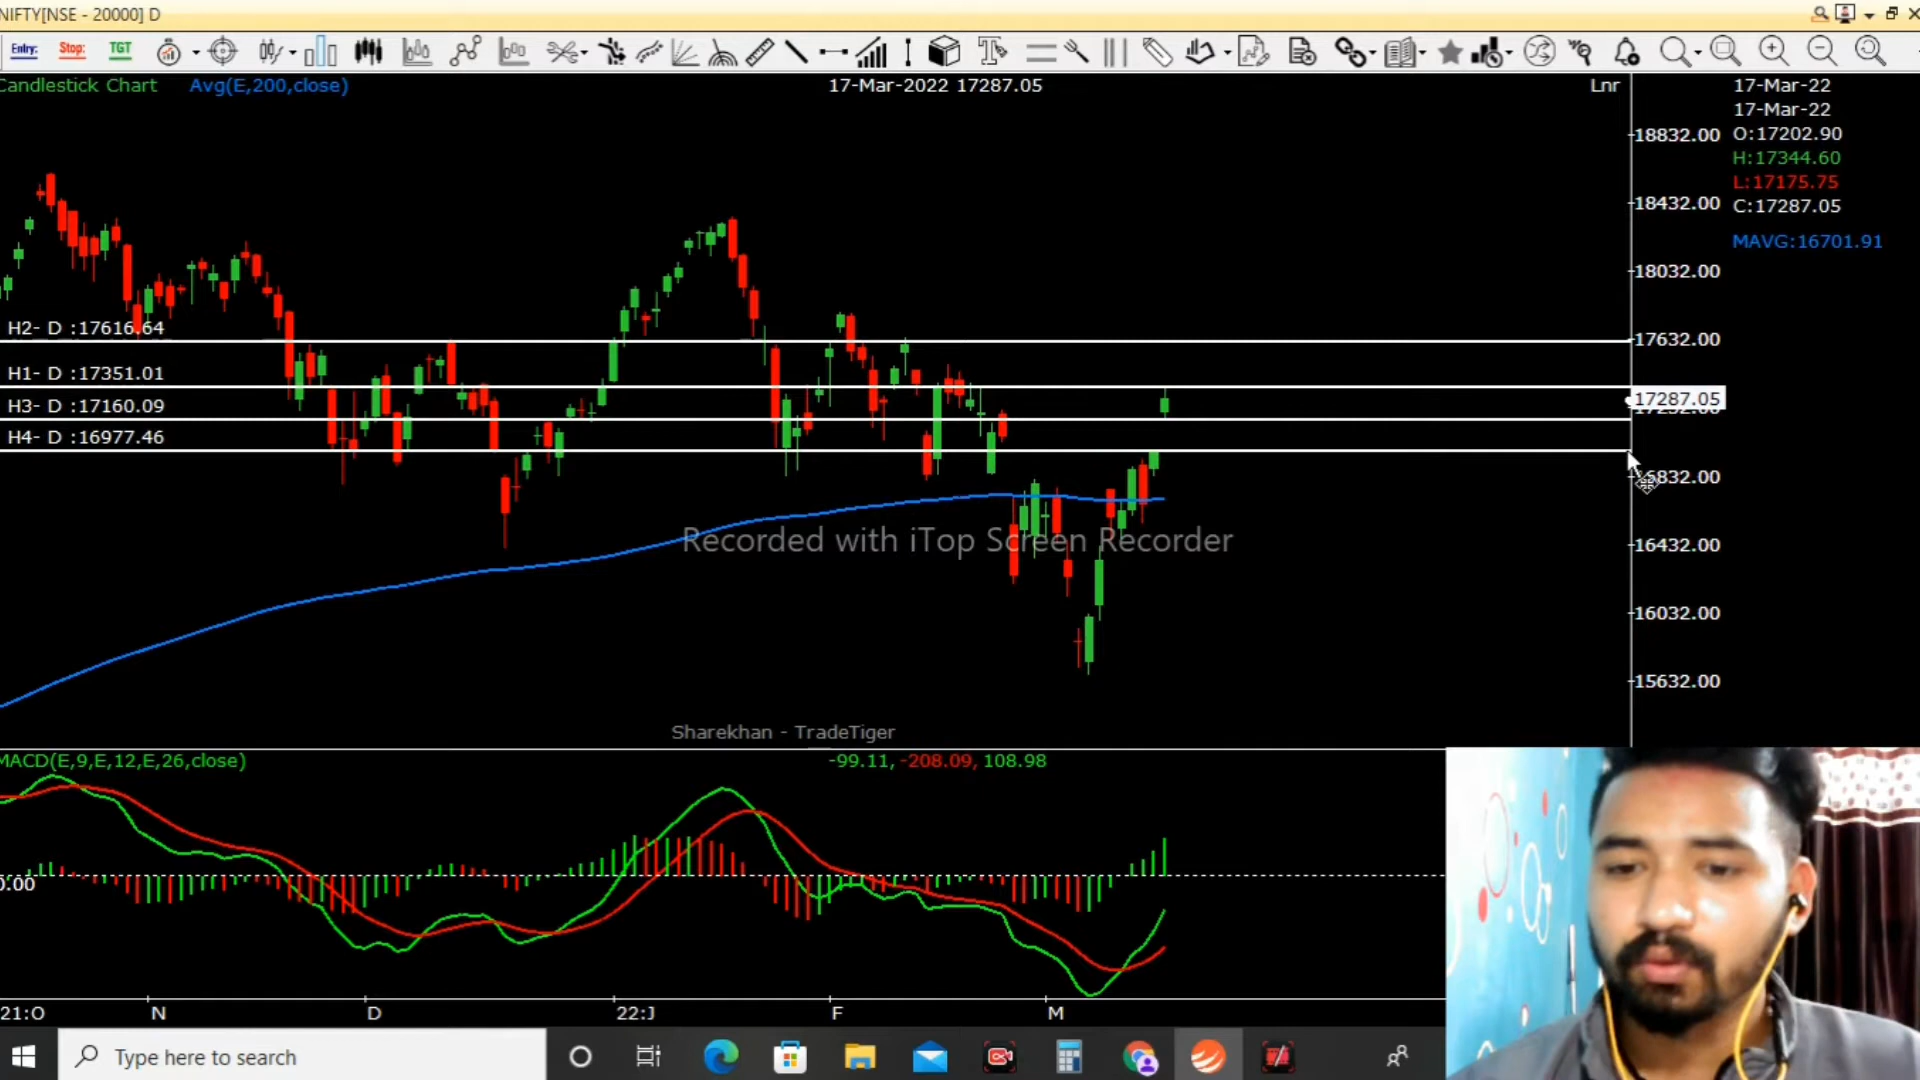 NIFTY[NSE - 20000] D
Entry: Stop: TGT
Candlestick Chart Avg(E,200,close) 17-Mar-2022 17287.05 Lnr
17-Mar-22
17-Mar-22
O:17202.90
H:17344.60
L:17175.75
C:17287.05
MAVG:16701.91
18832.00
18432.00
18032.00
17632.00
17287.05
16432.00
16032.00
15632.00
H2- D :17616.64
H1- D :17351.01
H3- D :17160.09
H4- D :16977.46
Recorded with iTop Screen Recorder
Sharekhan - TradeTiger
MACD(E,9,E,12,E,26,close) -99.11, -208.09, 108.98
0.00
21:O N D 22:J F M
Type here to search